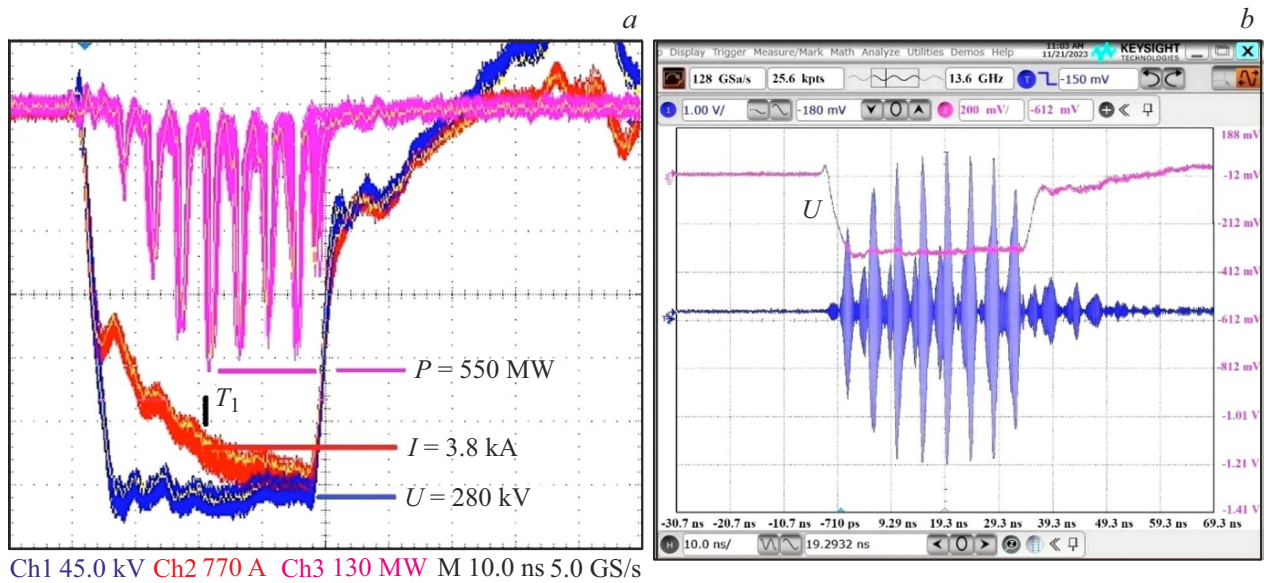 a
b
P = 550 MW
T1
I = 3.8 kA
U = 280 kV
Ch1 45.0 kV Ch2 770 A Ch3 130 MW M 10.0 ns 5.0 GS/s
Display Trigger Measure/Mark Math Analyze Utilities Demos Help
11:03 AM
11/21/2023
KEYSIGHT
TECHNOLOGIES
X
128 GSa/s 25.6 kpts 13.6 GHz T -150 mV
1 1.00 V/ -180 mV 200 mV/ -612 mV
U
188 mV
-12 mV
-212 mV
-412 mV
-612 mV
-812 mV
-1.01 V
-1.21 V
-1.41 V
-30.7 ns -20.7 ns -10.7 ns -710 ps 9.29 ns 19.3 ns 29.3 ns 39.3 ns 49.3 ns 59.3 ns 69.3 ns
H 10.0 ns/ 19.2932 ns 0